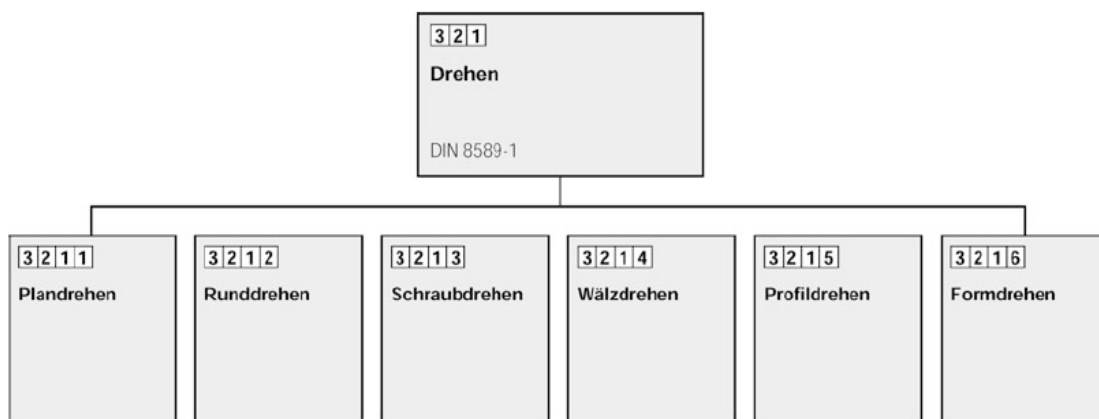 321
Drehen
DIN 8589-1
3211
Plandrehen
3212
Runddrehen
3213
Schraubdrehen
3214
Wälzdrehen
3215
Profildrehen
3216
Formdrehen